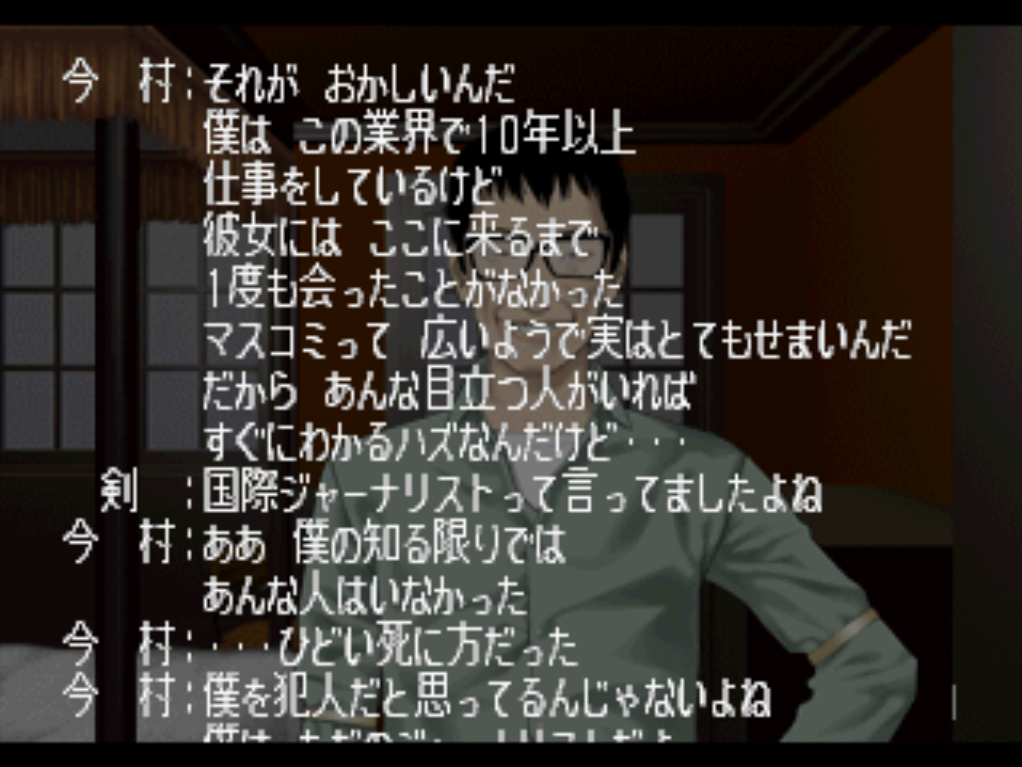 今 村:それが おかしいんだ
僕は この業界で10年以上
仕事をしているけど
彼女には ここに来るまで
1度も会ったことがなかった
マスコミって 広いようで実はとてもせまいんだ
だから あんな目立つ人がいれば
すぐにわかるハズなんだけど・・・
剣 :国際ジャーナリストって言ってましたよね
今 村:ああ 僕の知る限りでは
あんな人はいなかった
今 村:・・・ひどい死に方だった
今 村:僕を犯人だと思ってるんじゃないよね
僕は